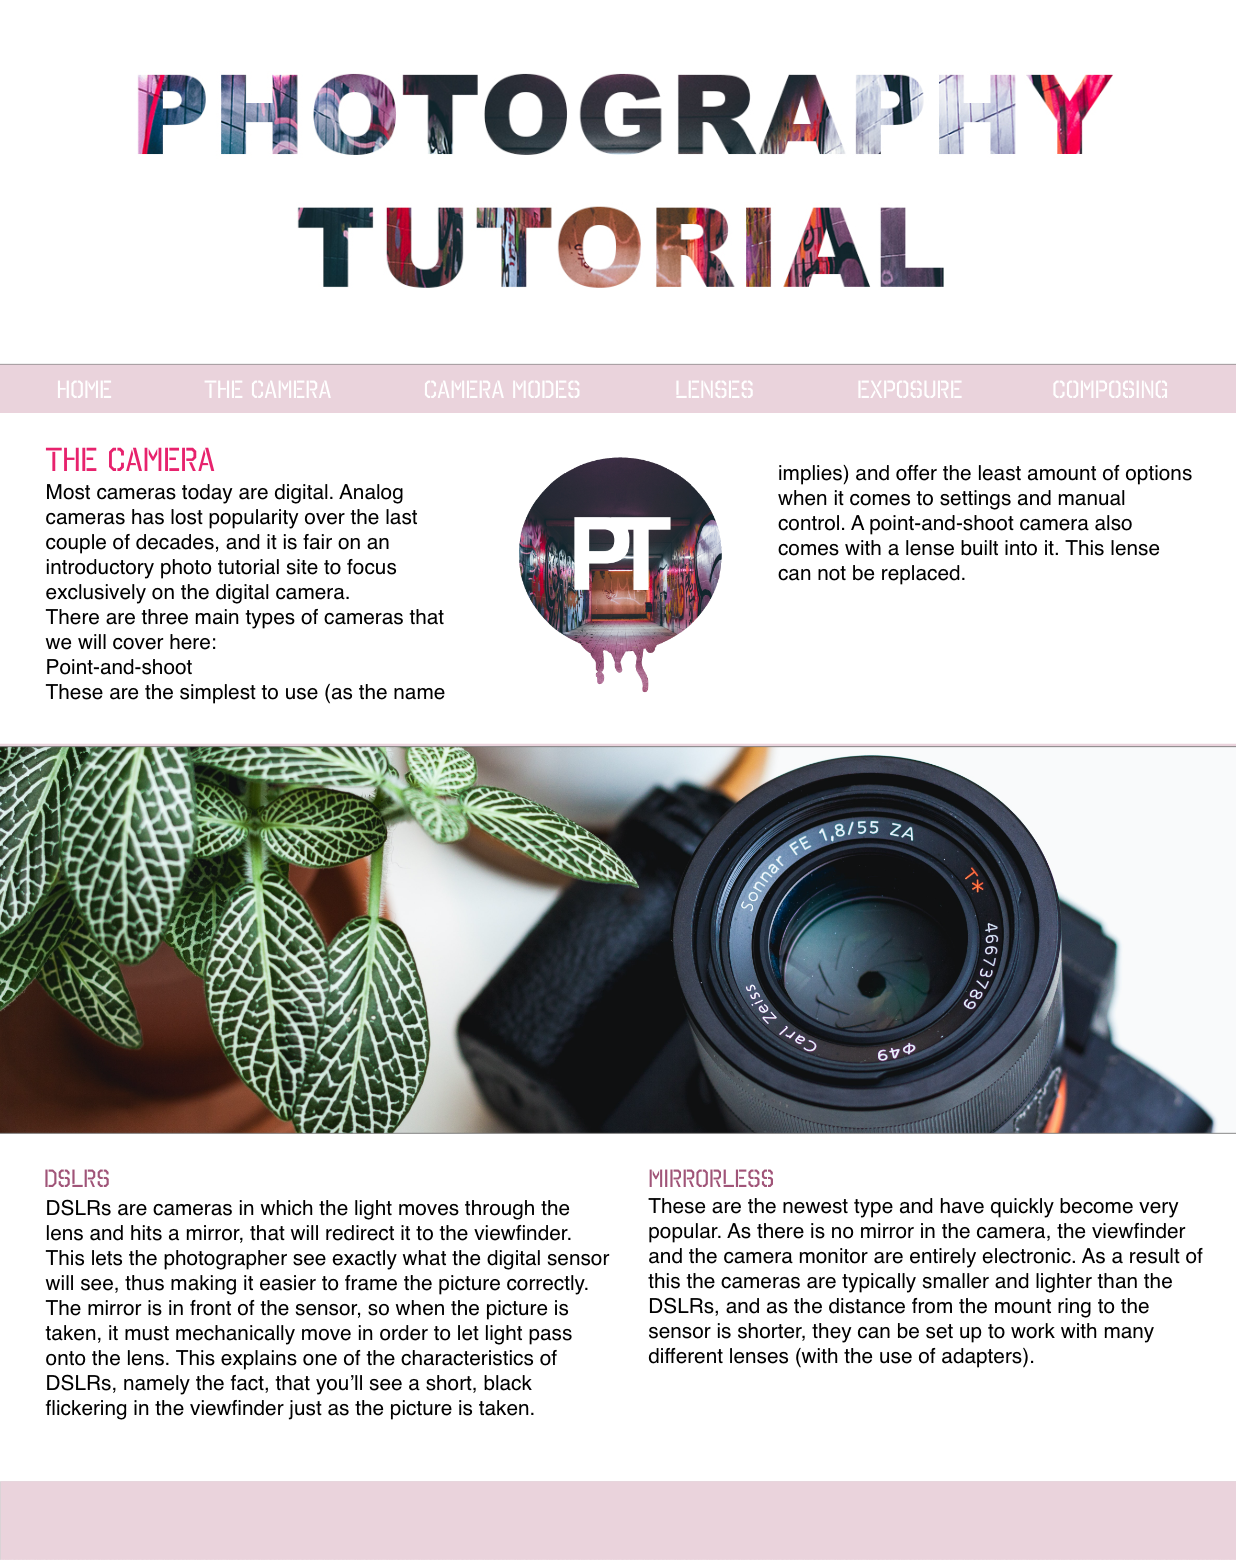 PHOTOGRAPHY
TUTORIAL
HOME THE CAMERA CAMERA MODES LENSES EXPOSURE COMPOSING
THE CAMERA
Most cameras today are digital. Analog
cameras has lost popularity over the last
couple of decades, and it is fair on an
introductory photo tutorial site to focus
exclusively on the digital camera.
There are three main types of cameras that
we will cover here:
Point-and-shoot
These are the simplest to use (as the name
PT
implies) and offer the least amount of options
when it comes to settings and manual
control. A point-and-shoot camera also
comes with a lense built into it. This lense
can not be replaced.
Sonnar FE 1,8/55 ZA T* 46673789 Φ49 Carl Zeiss
DSLRS
DSLRs are cameras in which the light moves through the
lens and hits a mirror, that will redirect it to the viewfinder.
This lets the photographer see exactly what the digital sensor
will see, thus making it easier to frame the picture correctly.
The mirror is in front of the sensor, so when the picture is
taken, it must mechanically move in order to let light pass
onto the lens. This explains one of the characteristics of
DSLRs, namely the fact, that you’ll see a short, black
flickering in the viewfinder just as the picture is taken.
MIRRORLESS
These are the newest type and have quickly become very
popular. As there is no mirror in the camera, the viewfinder
and the camera monitor are entirely electronic. As a result of
this the cameras are typically smaller and lighter than the
DSLRs, and as the distance from the mount ring to the
sensor is shorter, they can be set up to work with many
different lenses (with the use of adapters).